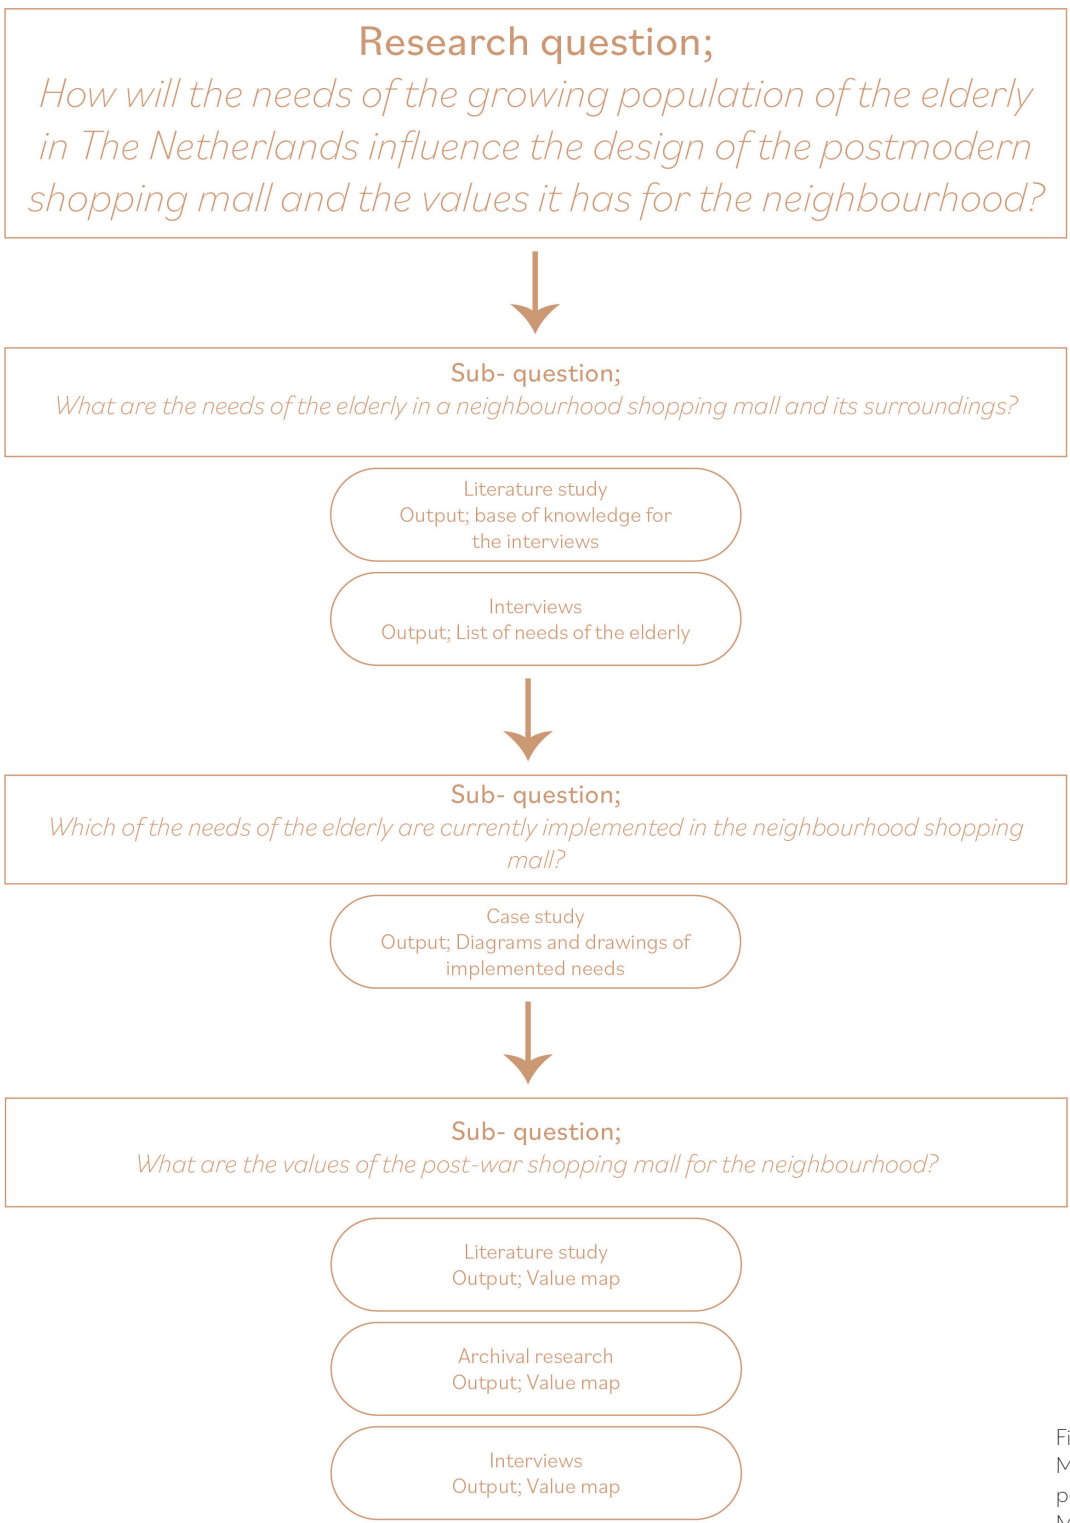 Research question;
How will the needs of the growing population of the elderly
in The Netherlands influence the design of the postmodern
shopping mall and the values it has for the neighbourhood?
Sub- question;
What are the needs of the elderly in a neighbourhood shopping mall and its surroundings?
Literature study
Output; base of knowledge for
the interviews
Interviews
Output; List of needs of the elderly
Sub- question;
Which of the needs of the elderly are currently implemented in the neighbourhood shopping
mall?
Case study
Output; Diagrams and drawings of
implemented needs
Sub- question;
What are the values of the post-war shopping mall for the neighbourhood?
Literature study
Output; Value map
Archival research
Output; Value map
Interviews
Output; Value map